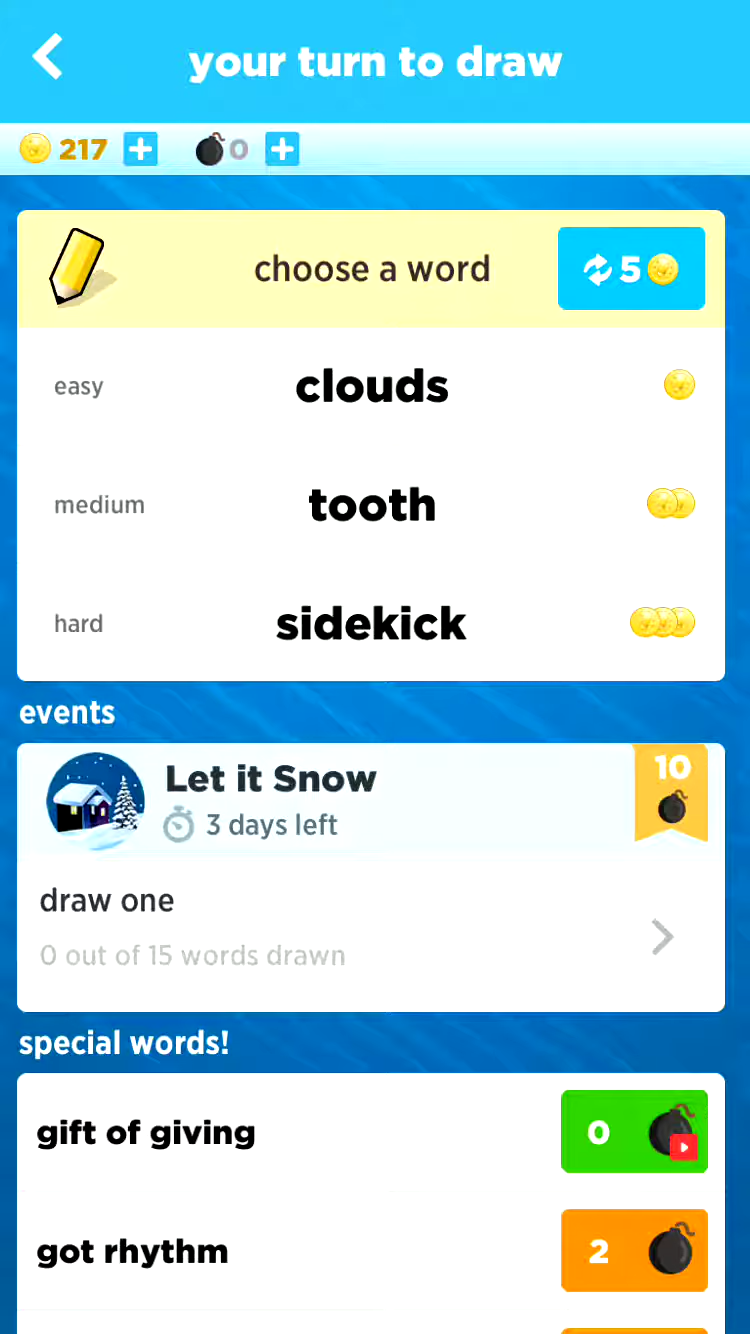 your turn to draw
217 0
choose a word 5
easy clouds
medium tooth
hard sidekick
events
Let it Snow 10
3 days left
draw one
0 out of 15 words drawn
special words!
gift of giving 0
got rhythm 2